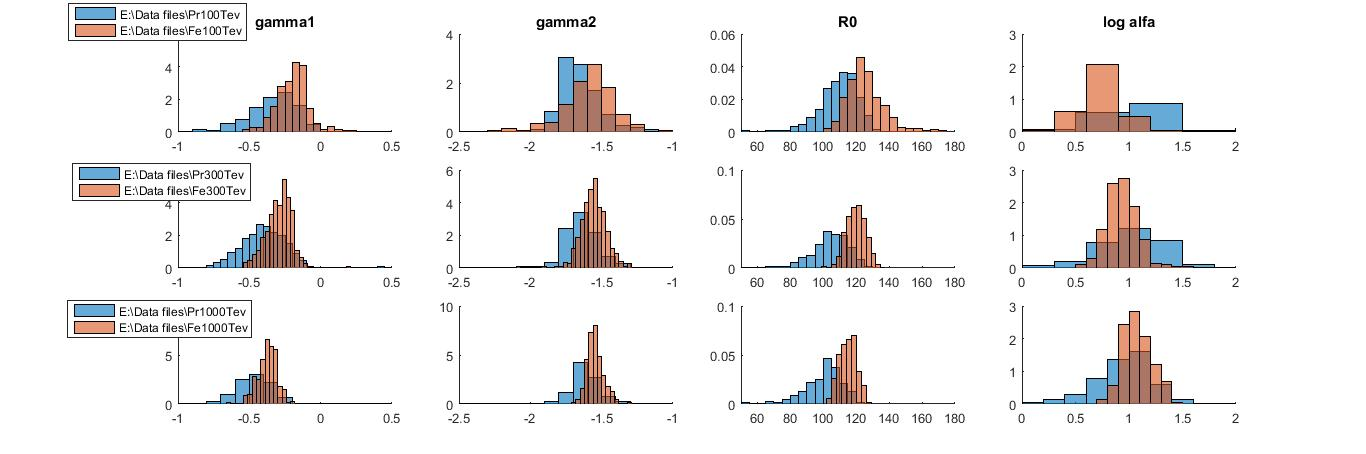 E:\Data files\Pr100Tev
E:\Data files\Fe100Tev
gamma1
gamma2
R0
log alfa
4
2
0
-1 -0.5 0 0.5
4
2
0
-2.5 -2 -1.5 -1
0.06
0.04
0.02
0
60 80 100 120 140 160 180
3
2
1
0
0 0.5 1 1.5 2
E:\Data files\Pr300Tev
E:\Data files\Fe300Tev
4
2
0
-1 -0.5 0 0.5
6
4
2
0
-2.5 -2 -1.5 -1
0.1
0.05
0
60 80 100 120 140 160 180
3
2
1
0
0 0.5 1 1.5 2
E:\Data files\Pr1000Tev
E:\Data files\Fe1000Tev
5
0
-1 -0.5 0 0.5
10
5
0
-2.5 -2 -1.5 -1
0.1
0.05
0
60 80 100 120 140 160 180
3
2
1
0
0 0.5 1 1.5 2